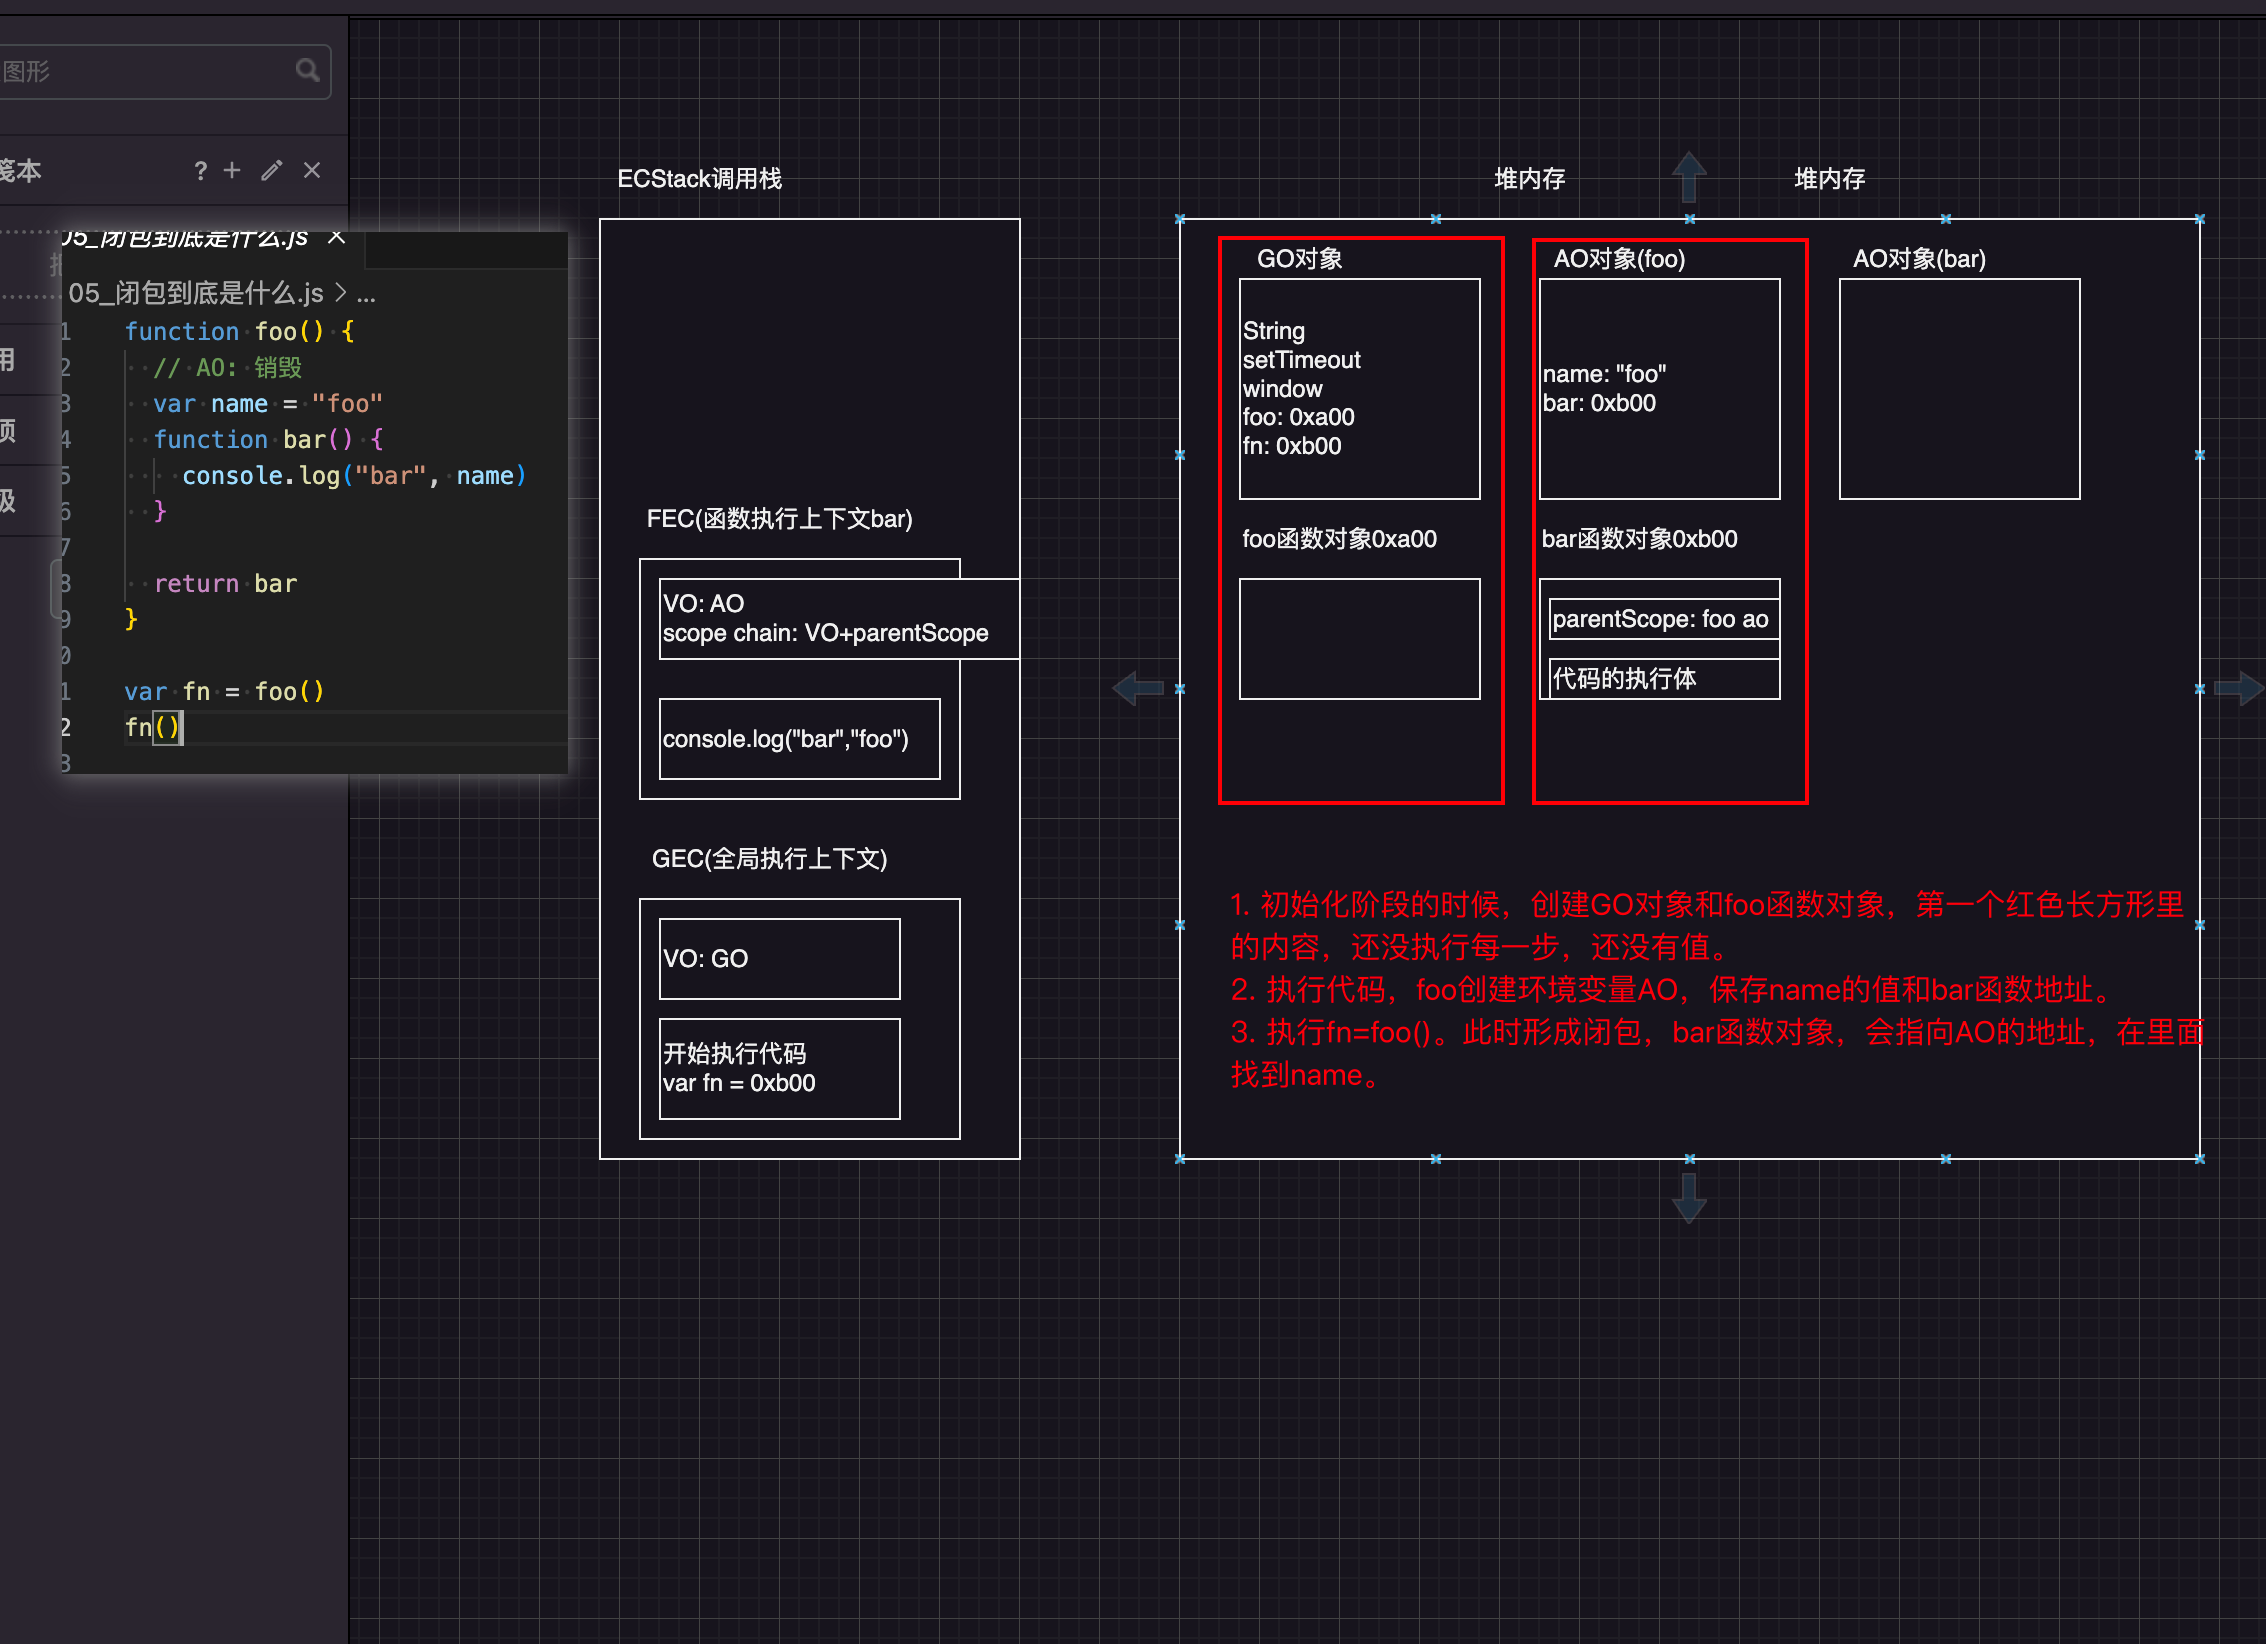 图形
笺本
? + ×
用
频
级
05_闭包到底是什么.js ×
05_闭包到底是什么.js > ...
1 function foo() {
2 // AO: 销毁
3 var name = "foo"
4 function bar() {
5 console.log("bar", name)
6 }
7
8 return bar
9 }
0
1 var fn = foo()
2 fn()
3
ECStack调用栈
FEC(函数执行上下文bar)
VO: AO
scope chain: VO+parentScope
console.log("bar","foo")
GEC(全局执行上下文)
VO: GO
开始执行代码
var fn = 0xb00
堆内存
堆内存
GO对象
String
setTimeout
window
foo: 0xa00
fn: 0xb00
foo函数对象0xa00
AO对象(foo)
name: "foo"
bar: 0xb00
bar函数对象0xb00
parentScope: foo ao
代码的执行体
AO对象(bar)
1. 初始化阶段的时候，创建GO对象和foo函数对象，第一个红色长方形里
的内容，还没执行每一步，还没有值。
2. 执行代码，foo创建环境变量AO，保存name的值和bar函数地址。
3. 执行fn=foo()。此时形成闭包，bar函数对象，会指向AO的地址，在里面
找到name。